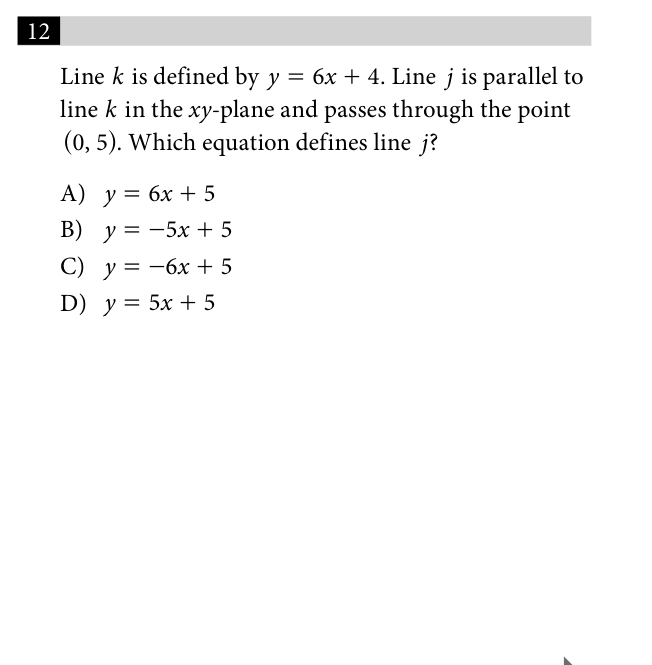 12
Line k is defined by y = 6x + 4. Line j is parallel to
line k in the xy-plane and passes through the point
(0, 5). Which equation defines line j?
A) y = 6x + 5
B) y = −5x + 5
C) y = −6x + 5
D) y = 5x + 5